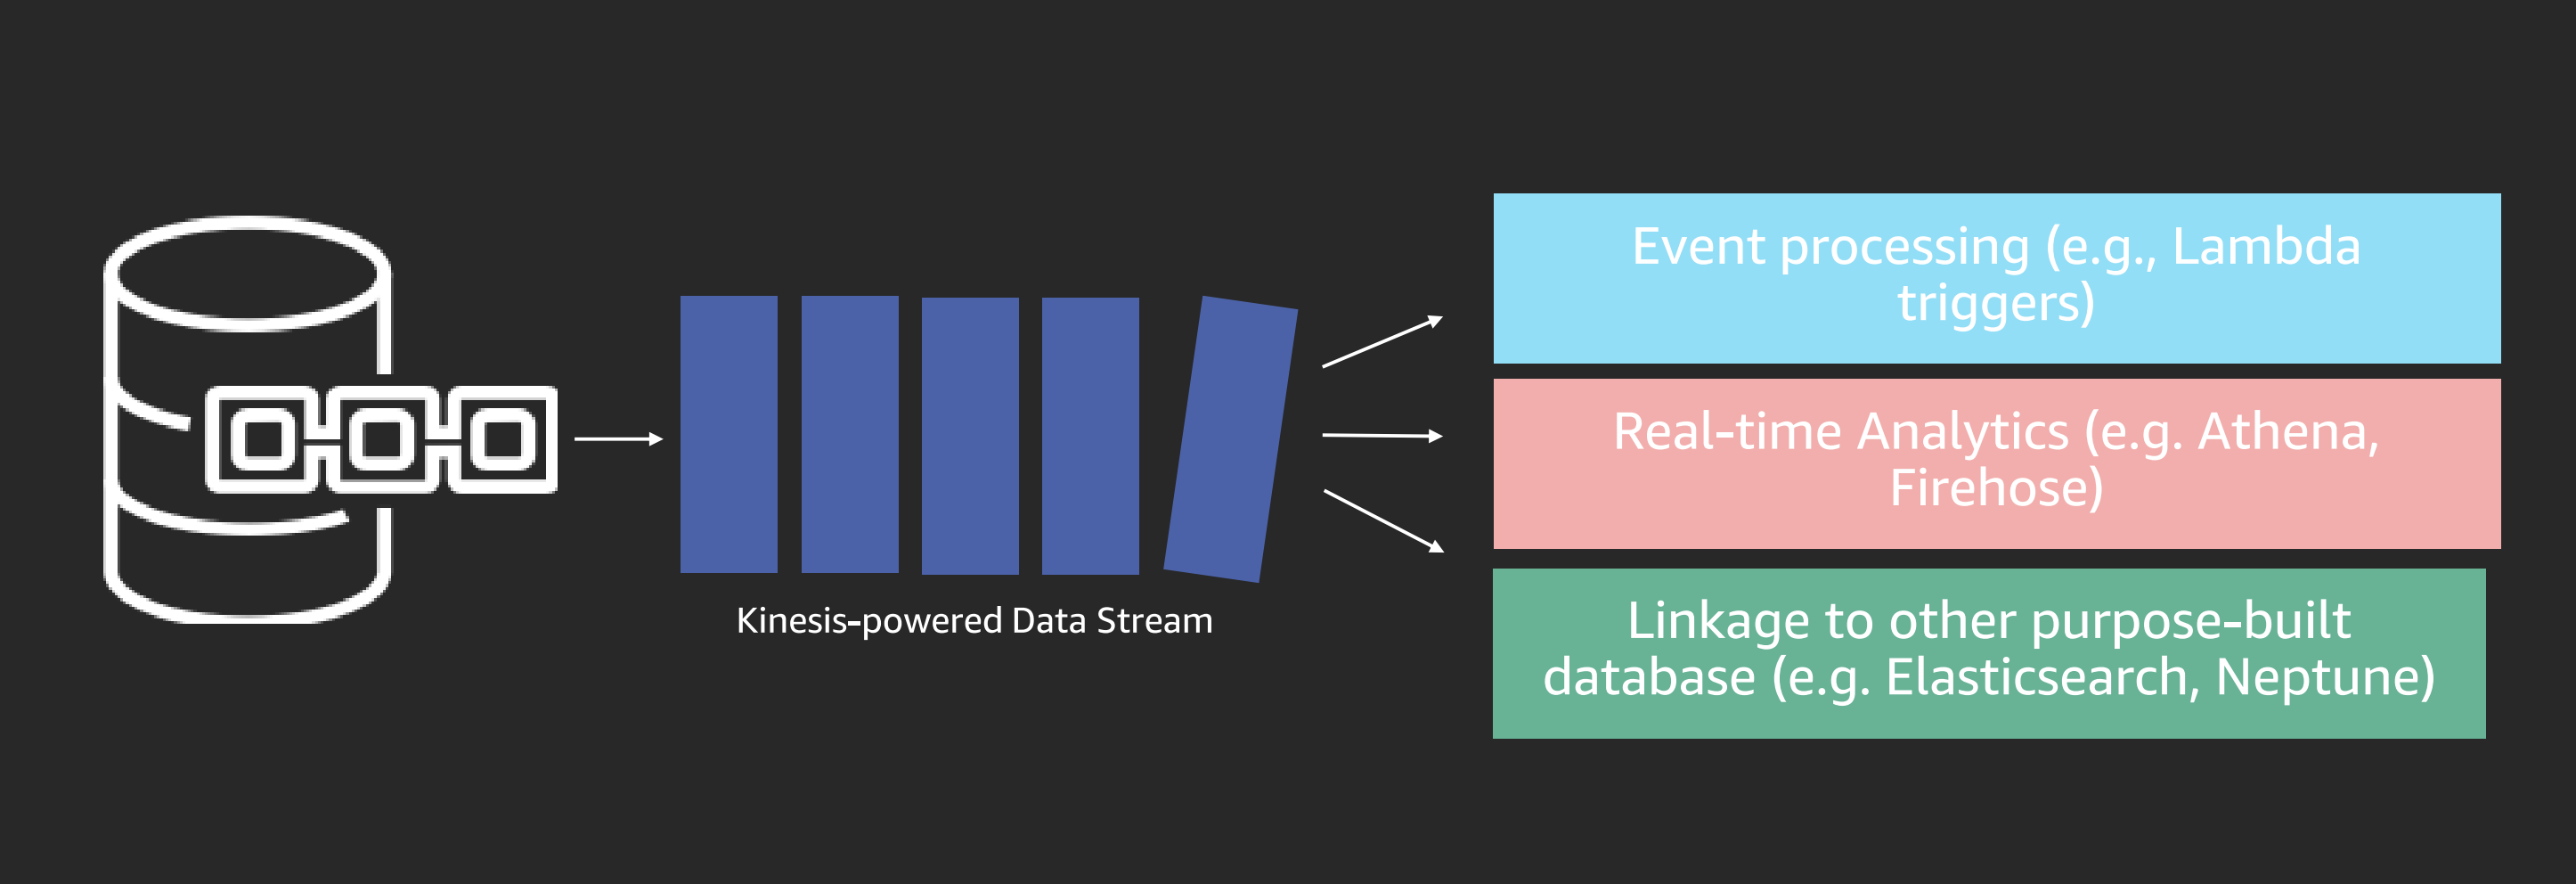 Event processing (e.g., Lambda
triggers)
Real-time Analytics (e.g. Athena,
Firehose)
Linkage to other purpose-built
database (e.g. Elasticsearch, Neptune)
Kinesis-powered Data Stream